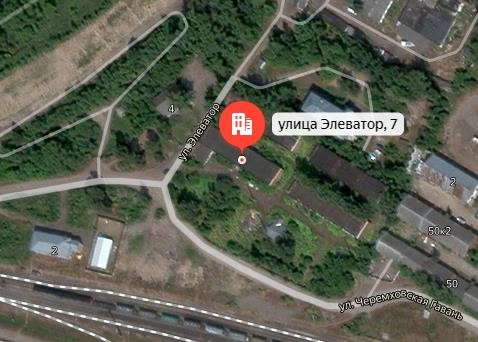 4
ул. Элеватор
улица Элеватор, 7
2
50к2
2
50
ул. Черемховская Гавань